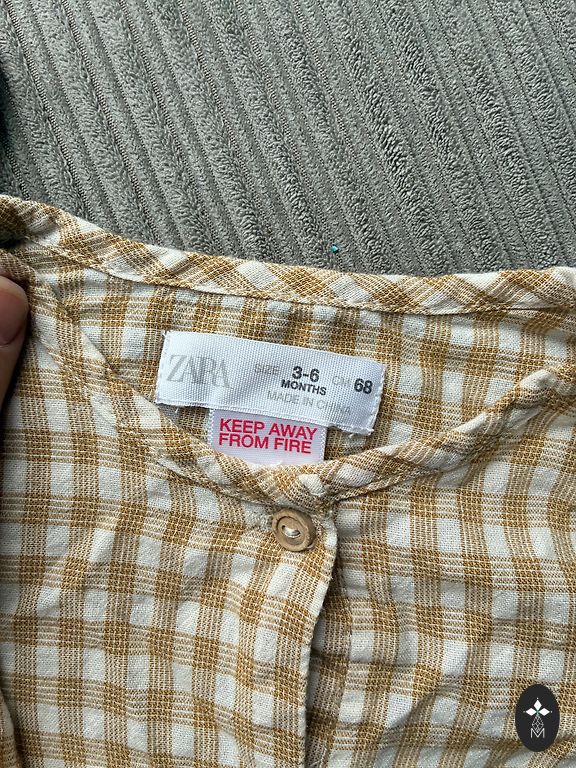 ZARA
SIZE 3-6 MONTHS CM 68
MADE IN CHINA
KEEP AWAY
FROM FIRE